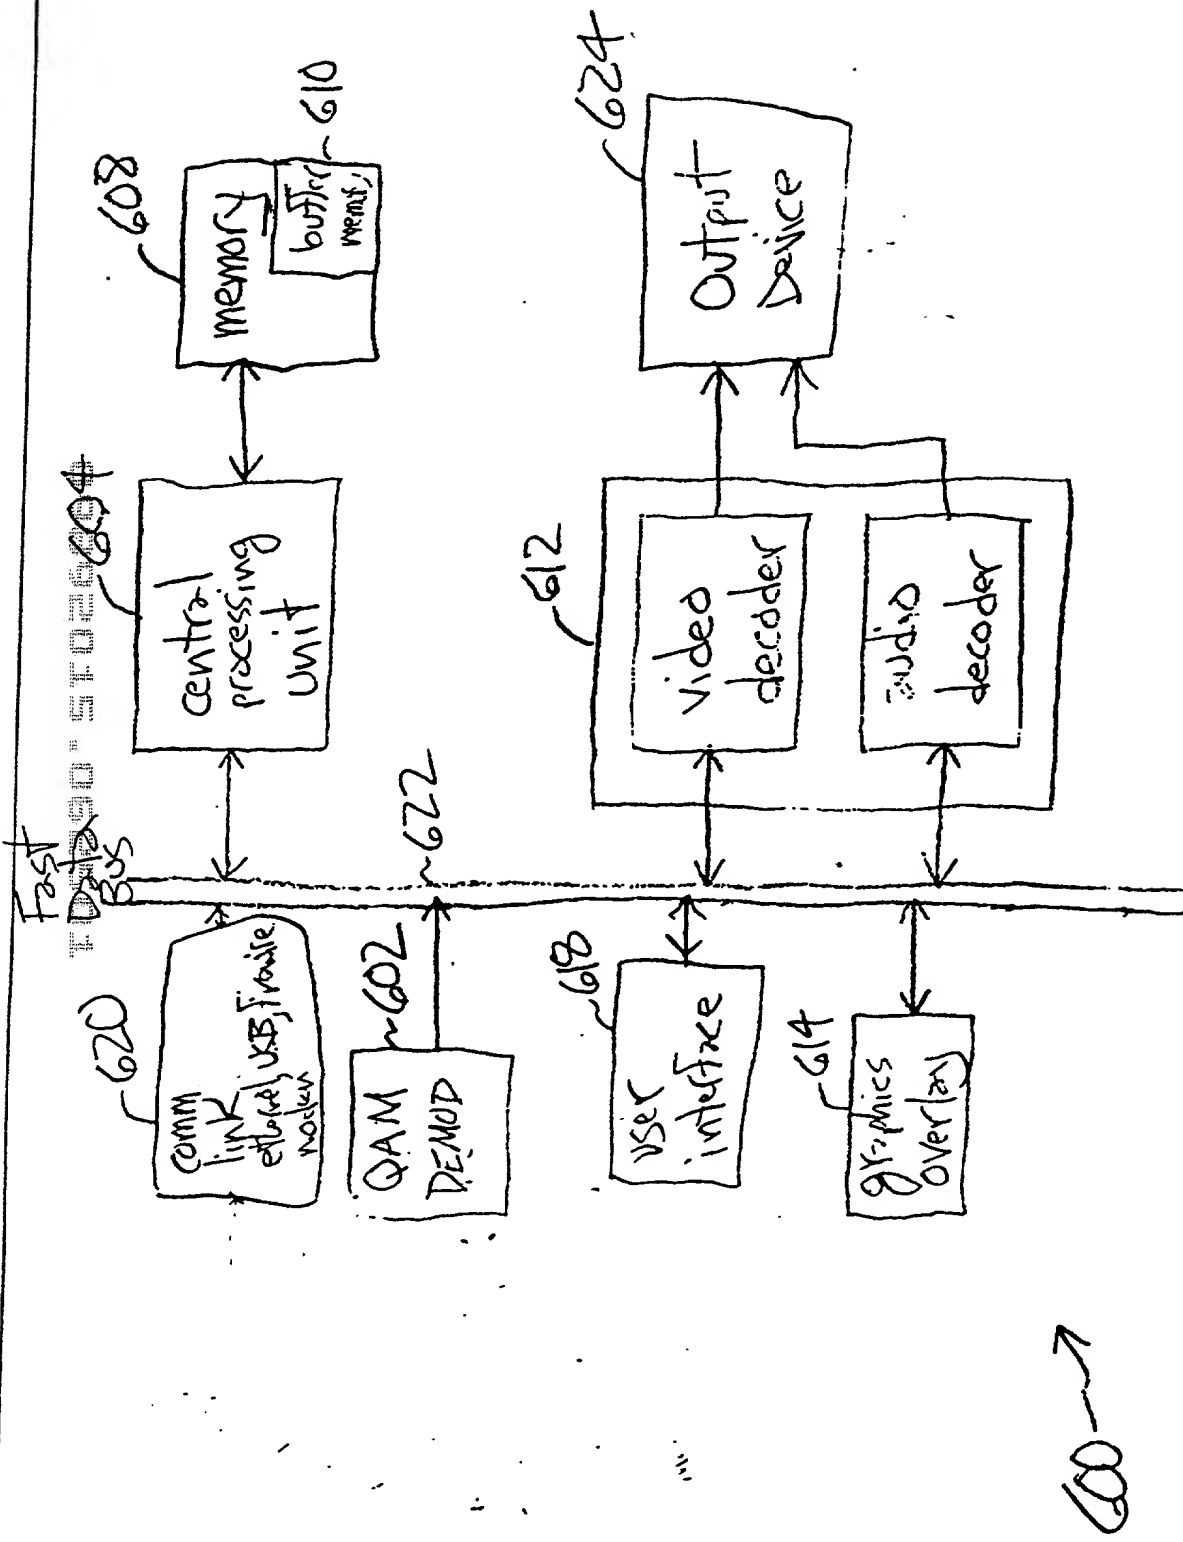 600
620
comm
link
ethernet, USB, Firewire
modem
602
QAM
DEMOD
618
User
interface
614
graphics
overlay
Fast
Data
Bus
622
604
central
processing
unit
612
video
decoder
audio
decoder
608
memory
buffer
610
624
Output
Device